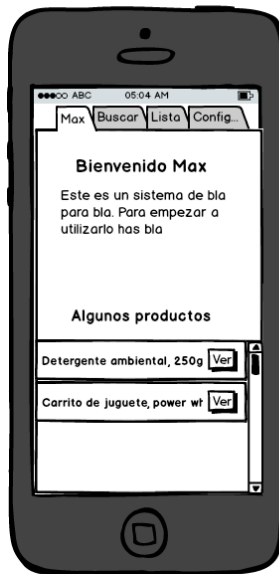 ABC 05:04 AM
Max Buscar Lista Config...
Bienvenido Max
Este es un sistema de bla
para bla. Para empezar a
utilizarlo has bla
Algunos productos
Detergente ambiental, 250g Ver
Carrito de juguete, power wh Ver